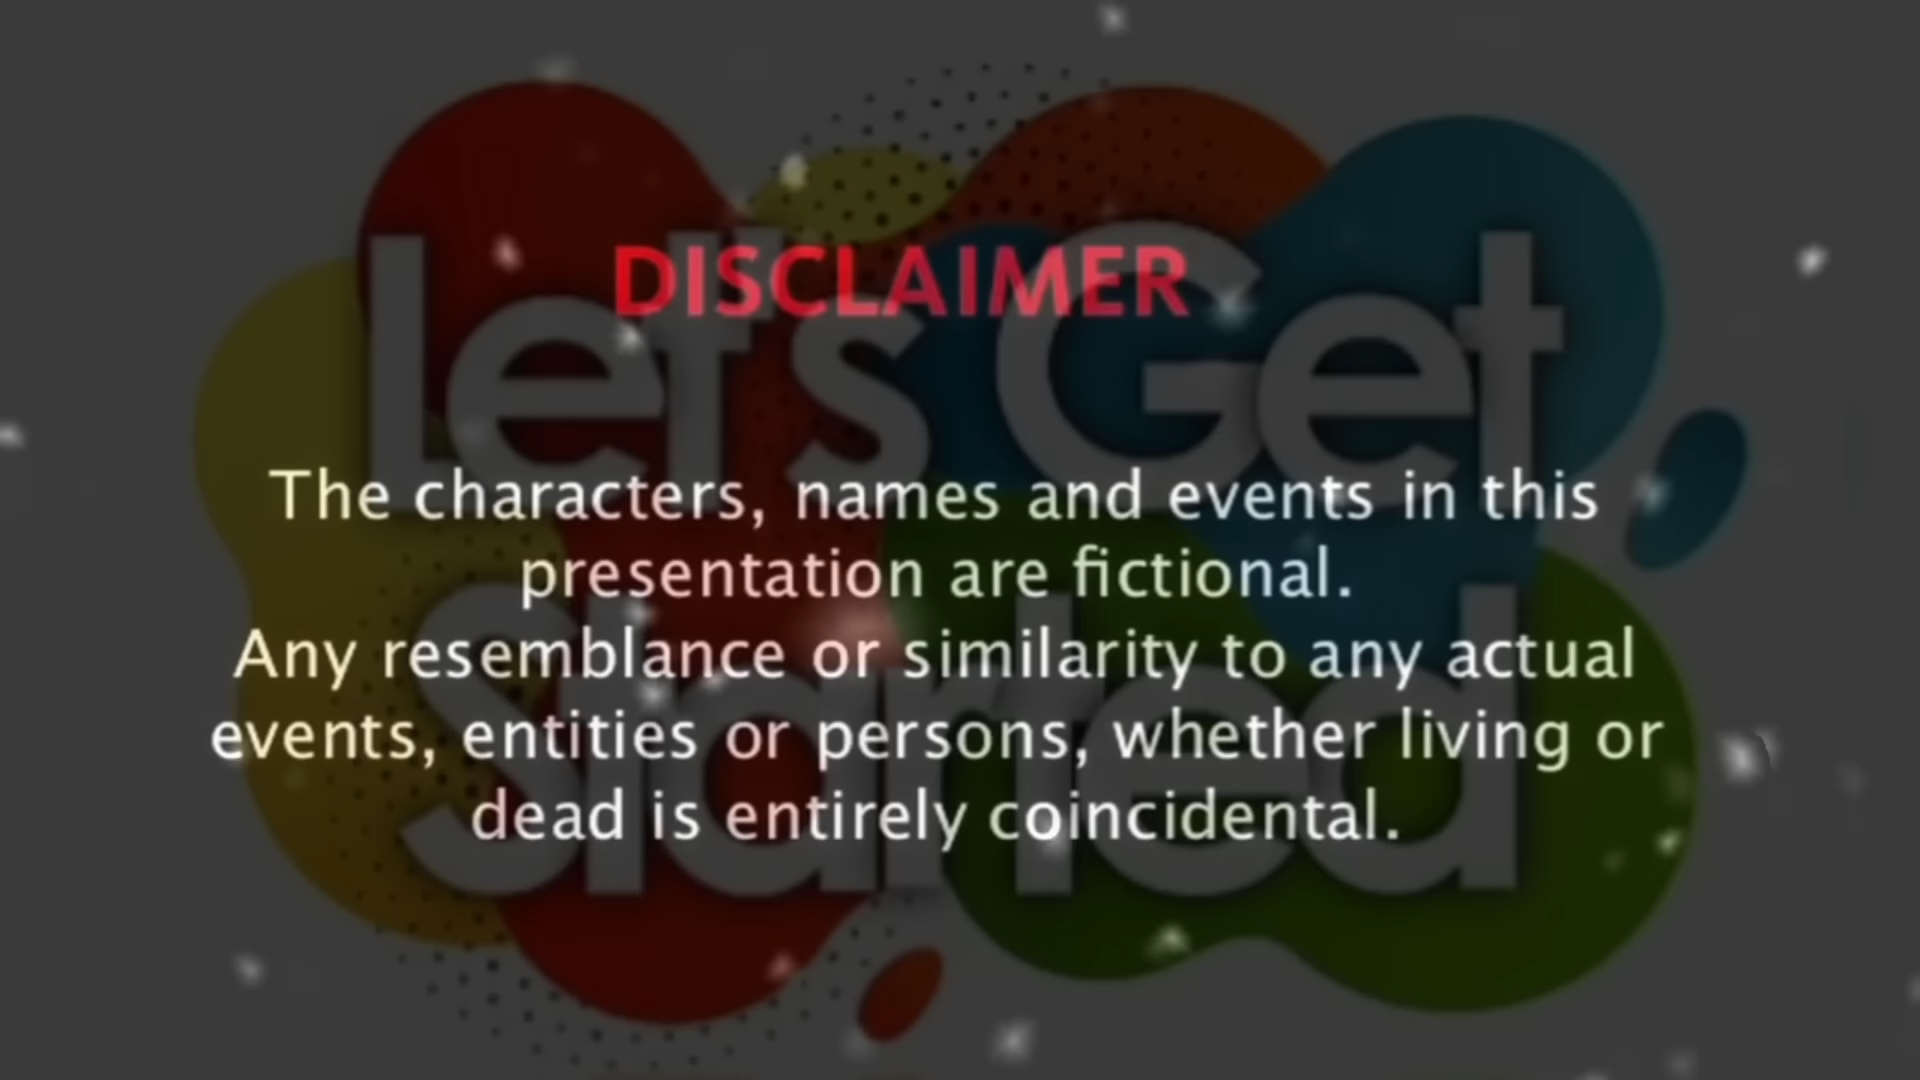 DISCLAIMER
Let's Get
Started
The characters, names and events in this
presentation are fictional.
Any resemblance or similarity to any actual
events, entities or persons, whether living or
dead is entirely coincidental.